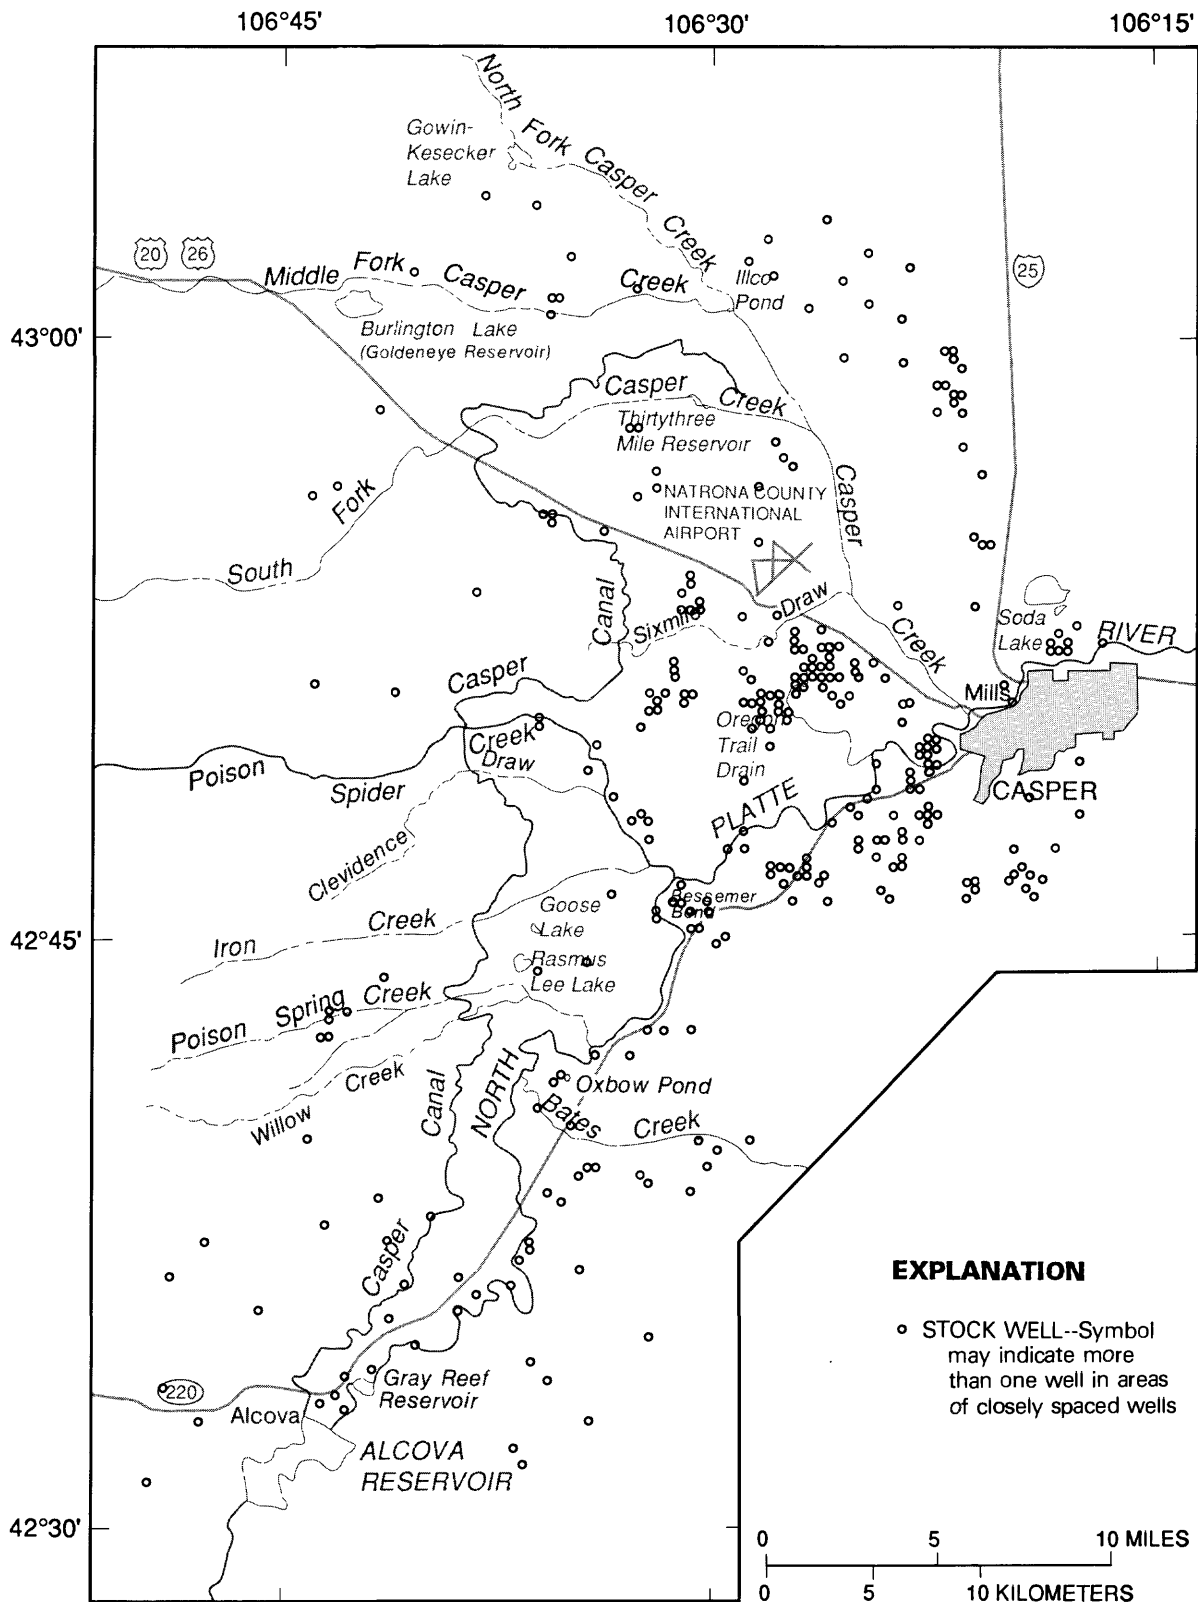 106°45'
106°30'
106°15'
North Fork Casper Creek
Gowin-
Kesecker
Lake
20
26
25
Middle Fork Casper Creek
Illco
Pond
43°00'
Burlington Lake
(Goldeneye Reservoir)
Casper Creek
Thirtythree
Mile Reservoir
South Fork
NATRONA COUNTY
INTERNATIONAL
AIRPORT
Casper Creek
Canal
Sixmile Draw
Soda
Lake
RIVER
Casper
Mills
Poison Spider Creek
Draw
Oregon
Trail
Drain
CASPER
PLATTE
Clevidence
Iron Creek
Goose
Lake
Bessemer
Bend
42°45'
Rasmus
Lee Lake
Poison Spring Creek
Willow Creek
Canal
NORTH
Oxbow Pond
Bates Creek
Casper
EXPLANATION
STOCK WELL--Symbol
may indicate more
than one well in areas
of closely spaced wells
220
Gray Reef
Reservoir
Alcova
ALCOVA
RESERVOIR
42°30'
0 5 10 MILES
0 5 10 KILOMETERS